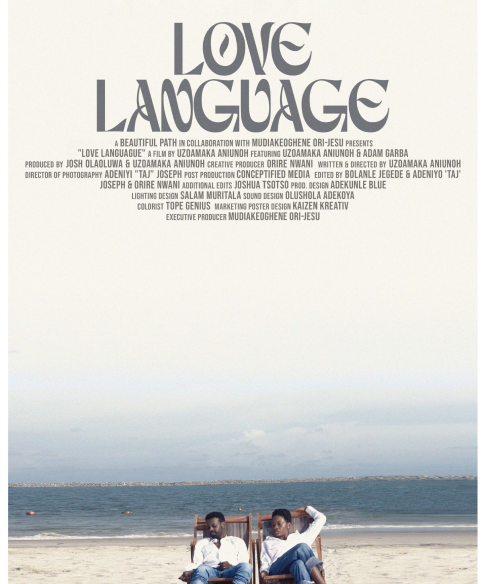 LOVE
LANGUAGE
A BEAUTIFUL PATH IN COLLABORATION WITH MUDIAKEOGHENE ORI-JESU PRESENTS
"LOVE LANGUAGUE" A FILM BY UZOAMAKA ANIUNOH FEATURING UZOAMAKA ANIUNOH & ADAM GARBA
PRODUCED BY JOSH OLAOLUWA & UZOAMAKA ANIUNOH CREATIVE PRODUCER ORIRE NWANI WRITTEN & DIRECTED BY UZOAMAKA ANIUNOH
DIRECTOR OF PHOTOGRAPHY ADENIYI "TAJ" JOSEPH POST PRODUCTION CONCEPTIFIED MEDIA EDITED BY BOLANLE JEGEDE & ADENIYO 'TAJ'
JOSEPH & ORIRE NWANI ADDITIONAL EDITS JOSHUA TSOTSO PROD. DESIGN ADEKUNLE BLUE
LIGHTING DESIGN SALAM MURITALA SOUND DESIGN OLUSHOLA ADEKOYA
COLORIST TOPE GENIUS MARKETING POSTER DESIGN KAIZEN KREATIV
EXECUTIVE PRODUCER MUDIAKEOGHENE ORI-JESU